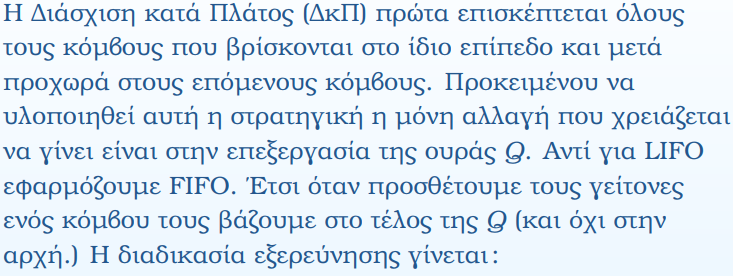 Η Διάσχιση κατά Πλάτος (ΔκΠ) πρώτα επισκέπτεται όλους
τους κόμβους που βρίσκονται στο ίδιο επίπεδο και μετά
προχωρά στους επόμενους κόμβους. Προκειμένου να
υλοποιηθεί αυτή η στρατηγική η μόνη αλλαγή που χρειάζεται
να γίνει είναι στην επεξεργασία της ουράς Q. Αντί για LIFO
εφαρμόζουμε FIFO. Έτσι όταν προσθέτουμε τους γείτονες
ενός κόμβου τους βάζουμε στο τέλος της Q (και όχι στην
αρχή.) Η διαδικασία εξερεύνησης γίνεται: